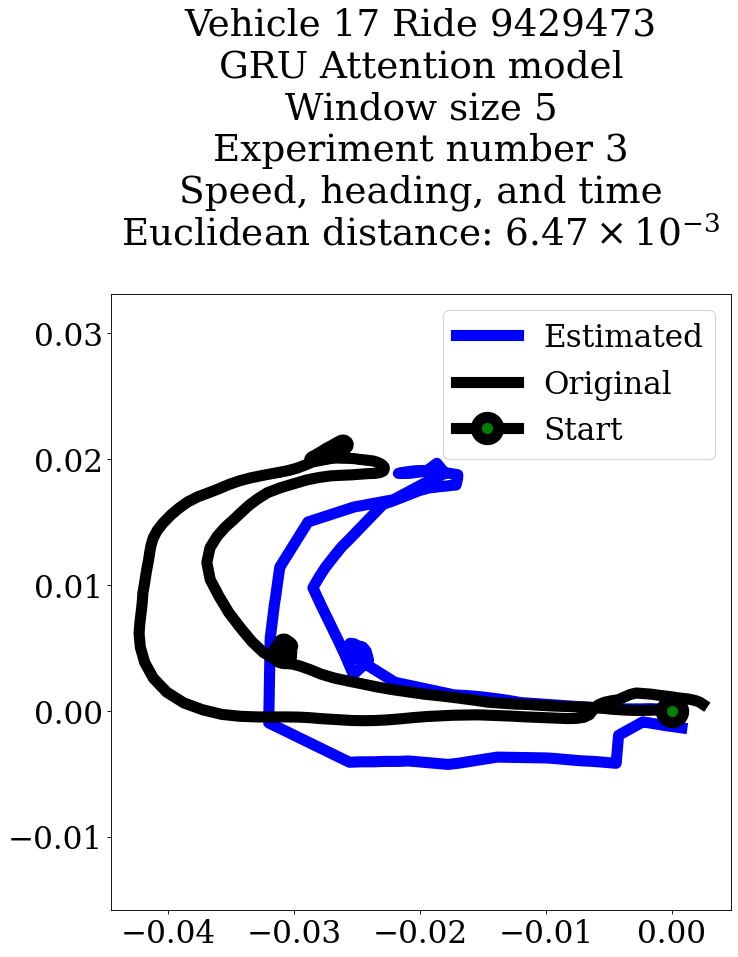 Vehicle 17 Ride 9429473
GRU Attention model
Window size 5
Experiment number 3
Speed, heading, and time
Euclidean distance: 6.47 × 10⁻³
Estimated
Original
Start
0.03
0.02
0.01
0.00
−0.01
−0.04 −0.03 −0.02 −0.01 0.00